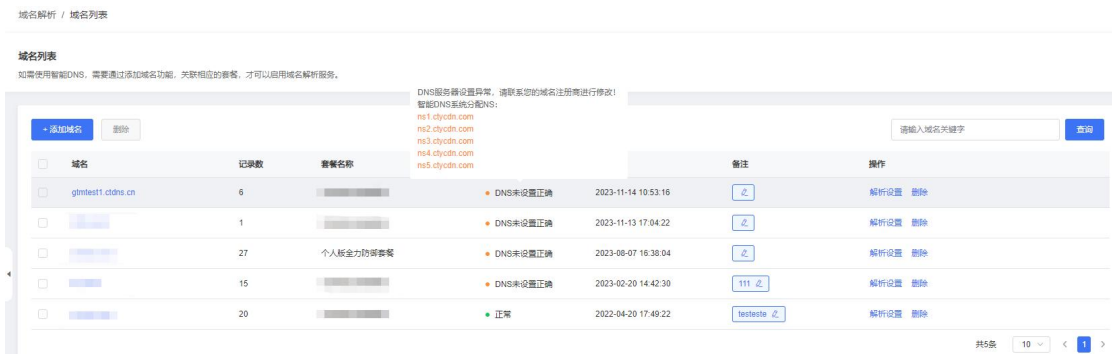 域名解析 / 域名列表
域名列表
如需使用智能DNS，需要通过添加域名功能，关联相应的套餐，才可以启用域名解析服务。
DNS服务器设置异常，请联系您的域名注册商进行修改！
智能DNS系统分配NS：
ns1.ctycdn.com
ns2.ctycdn.com
ns3.ctycdn.com
ns4.ctycdn.com
ns5.ctycdn.com
+ 添加域名 删除 请输入域名关键字 查询
域名 记录数 套餐名称 备注 操作
gtmtest1.ctdns.cn 6 DNS未设置正确 2023-11-14 10:53:16 解析设置 删除
1 DNS未设置正确 2023-11-13 17:04:22 解析设置 删除
27 个人版全力防御套餐 DNS未设置正确 2023-08-07 16:38:04 解析设置 删除
15 DNS未设置正确 2023-02-20 14:42:30 111 解析设置 删除
20 正常 2022-04-20 17:49:22 testeste 解析设置 删除
共5条 10 < 1 >